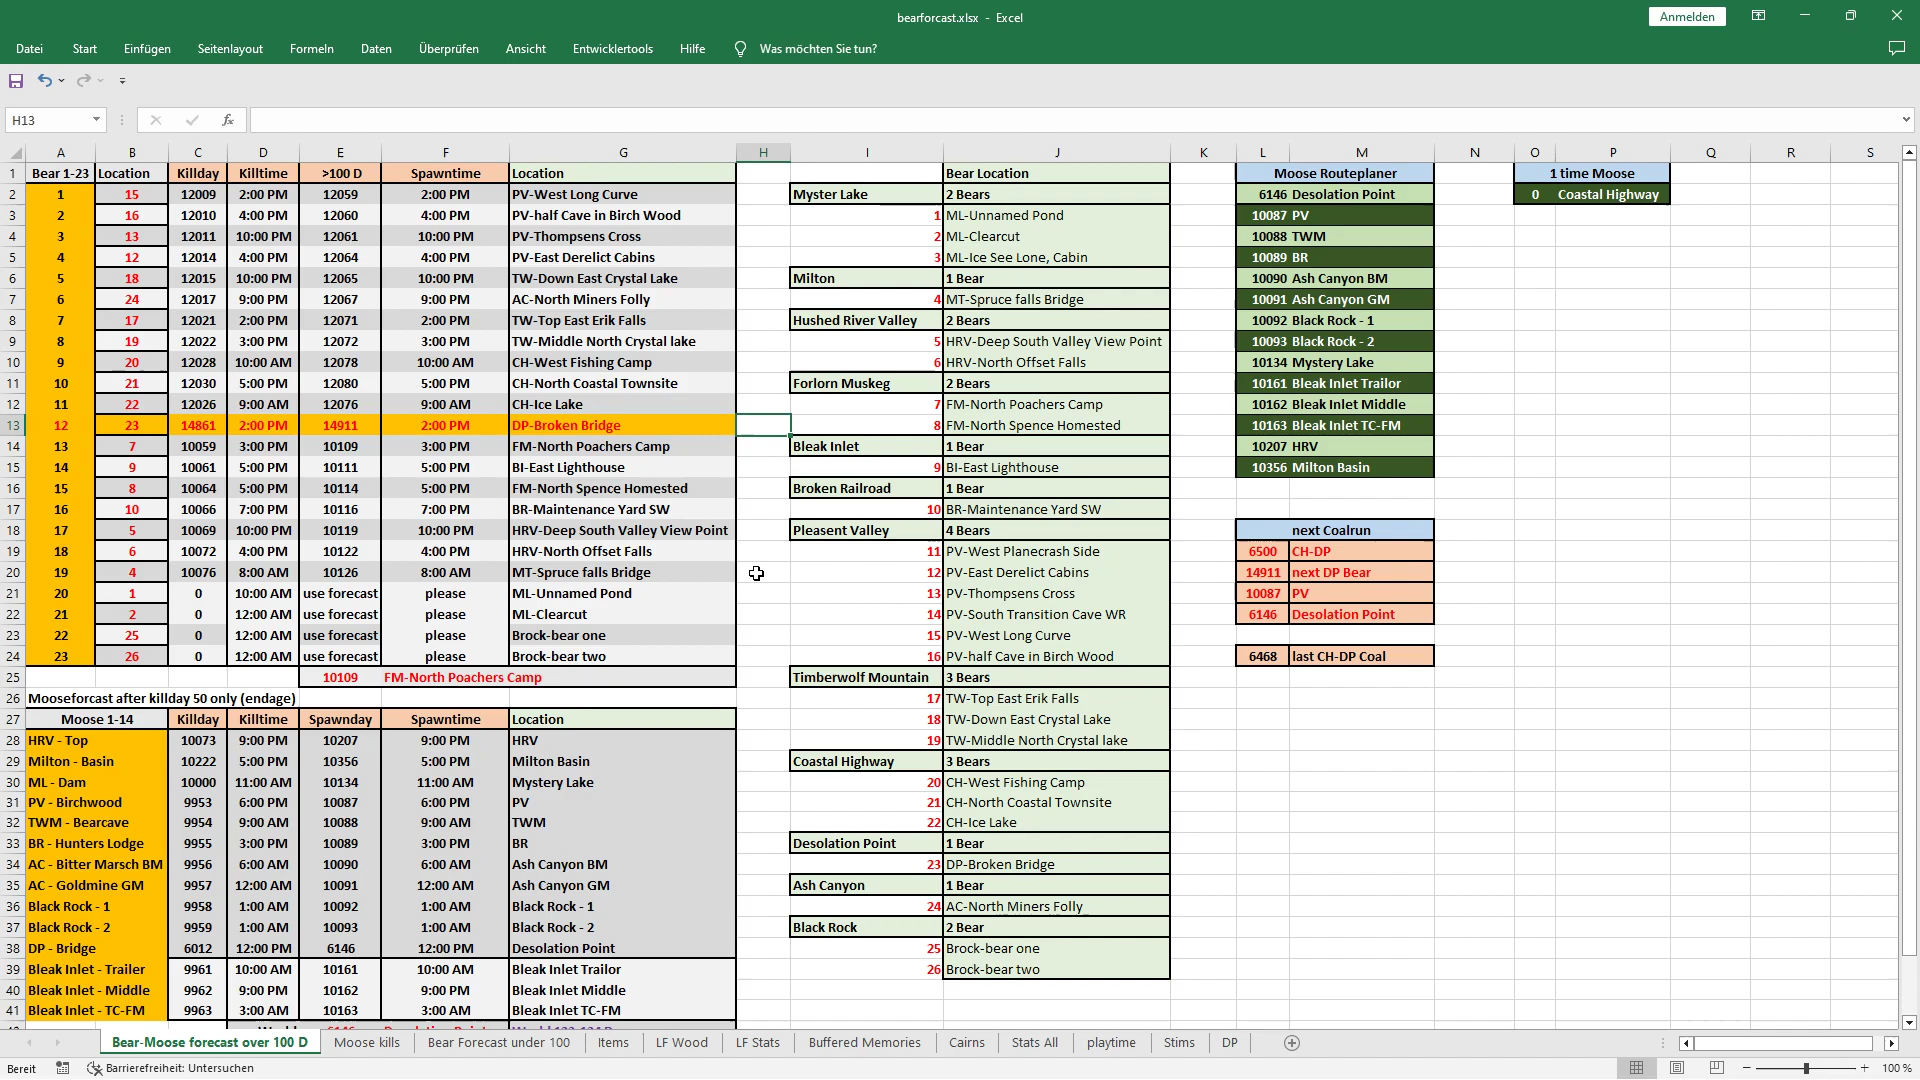 bearforcast.xlsx - Excel
Anmelden
Datei Start Einfügen Seitenlayout Formeln Daten Überprüfen Ansicht Entwicklertools Hilfe Was möchten Sie tun?
H13 fx
A B C D E F G H I J K L M N O P Q R S
1 Bear 1-23 Location Killday Killtime >100 D Spawntime Location Bear Location Moose Routeplaner 1 time Moose
2 1 15 12009 2:00 PM 12059 2:00 PM PV-West Long Curve Myster Lake 2 Bears 6146 Desolation Point 0 Coastal Highway
3 2 16 12010 4:00 PM 12060 4:00 PM PV-half Cave in Birch Wood 1 ML-Unnamed Pond 10087 PV
4 3 13 12011 10:00 PM 12061 10:00 PM PV-Thompsens Cross 2 ML-Clearcut 10088 TWM
5 4 12 12014 4:00 PM 12064 4:00 PM PV-East Derelict Cabins 3 ML-Ice See Lone, Cabin 10089 BR
6 5 18 12015 10:00 PM 12065 10:00 PM TW-Down East Crystal Lake Milton 1 Bear 10090 Ash Canyon BM
7 6 24 12017 9:00 PM 12067 9:00 PM AC-North Miners Folly 4 MT-Spruce falls Bridge 10091 Ash Canyon GM
8 7 17 12021 2:00 PM 12071 2:00 PM TW-Top East Erik Falls Hushed River Valley 2 Bears 10092 Black Rock - 1
9 8 19 12022 3:00 PM 12072 3:00 PM TW-Middle North Crystal lake 5 HRV-Deep South Valley View Point 10093 Black Rock - 2
10 9 20 12028 10:00 AM 12078 10:00 AM CH-West Fishing Camp 6 HRV-North Offset Falls 10134 Mystery Lake
11 10 21 12030 5:00 PM 12080 5:00 PM CH-North Coastal Townsite Forlorn Muskeg 2 Bears 10161 Bleak Inlet Trailor
12 11 22 12026 9:00 AM 12076 9:00 AM CH-Ice Lake 7 FM-North Poachers Camp 10162 Bleak Inlet Middle
13 12 23 14861 2:00 PM 14911 2:00 PM DP-Broken Bridge 8 FM-North Spence Homested 10163 Bleak Inlet TC-FM
14 13 7 10059 3:00 PM 10109 3:00 PM FM-North Poachers Camp Bleak Inlet 1 Bear 10207 HRV
15 14 9 10061 5:00 PM 10111 5:00 PM BI-East Lighthouse 9 BI-East Lighthouse 10356 Milton Basin
16 15 8 10064 5:00 PM 10114 5:00 PM FM-North Spence Homested Broken Railroad 1 Bear
17 16 10 10066 7:00 PM 10116 7:00 PM BR-Maintenance Yard SW 10 BR-Maintenance Yard SW
18 17 5 10069 10:00 PM 10119 10:00 PM HRV-Deep South Valley View Point Pleasent Valley 4 Bears next Coalrun
19 18 6 10072 4:00 PM 10122 4:00 PM HRV-North Offset Falls 11 PV-West Planecrash Side 6500 CH-DP
20 19 4 10076 8:00 AM 10126 8:00 AM MT-Spruce falls Bridge 12 PV-East Derelict Cabins 14911 next DP Bear
21 20 1 0 10:00 AM use forecast please ML-Unnamed Pond 13 PV-Thompsens Cross 10087 PV
22 21 2 0 12:00 AM use forecast please ML-Clearcut 14 PV-South Transition Cave WR 6146 Desolation Point
23 22 25 0 12:00 AM use forecast please Brock-bear one 15 PV-West Long Curve
24 23 26 0 12:00 AM use forecast please Brock-bear two 16 PV-half Cave in Birch Wood 6468 last CH-DP Coal
25 10109 FM-North Poachers Camp Timberwolf Mountain 3 Bears
26 Mooseforcast after killday 50 only (endage) 17 TW-Top East Erik Falls
27 Moose 1-14 Killday Killtime Spawnday Spawntime Location 18 TW-Down East Crystal Lake
28 HRV - Top 10073 9:00 PM 10207 9:00 PM HRV 19 TW-Middle North Crystal lake
29 Milton - Basin 10222 5:00 PM 10356 5:00 PM Milton Basin Coastal Highway 3 Bears
30 ML - Dam 10000 11:00 AM 10134 11:00 AM Mystery Lake 20 CH-West Fishing Camp
31 PV - Birchwood 9953 6:00 PM 10087 6:00 PM PV 21 CH-North Coastal Townsite
32 TWM - Bearcave 9954 9:00 AM 10088 9:00 AM TWM 22 CH-Ice Lake
33 BR - Hunters Lodge 9955 3:00 PM 10089 3:00 PM BR Desolation Point 1 Bear
34 AC - Bitter Marsch BM 9956 6:00 AM 10090 6:00 AM Ash Canyon BM 23 DP-Broken Bridge
35 AC - Goldmine GM 9957 12:00 AM 10091 12:00 AM Ash Canyon GM Ash Canyon 1 Bear
36 Black Rock - 1 9958 1:00 AM 10092 1:00 AM Black Rock - 1 24 AC-North Miners Folly
37 Black Rock - 2 9959 1:00 AM 10093 1:00 AM Black Rock - 2 Black Rock 2 Bear
38 DP - Bridge 6012 12:00 PM 6146 12:00 PM Desolation Point 25 Brock-bear one
39 Bleak Inlet - Trailer 9961 10:00 AM 10161 10:00 AM Bleak Inlet Trailor 26 Brock-bear two
40 Bleak Inlet - Middle 9962 9:00 PM 10162 9:00 PM Bleak Inlet Middle
41 Bleak Inlet - TC-FM 9963 3:00 AM 10163 3:00 AM Bleak Inlet TC-FM
Bear-Moose forecast over 100 D Moose kills Bear Forecast under 100 Items LF Wood LF Stats Buffered Memories Cairns Stats All playtime Stims DP
Bereit Barrierefreiheit: Untersuchen 100 %